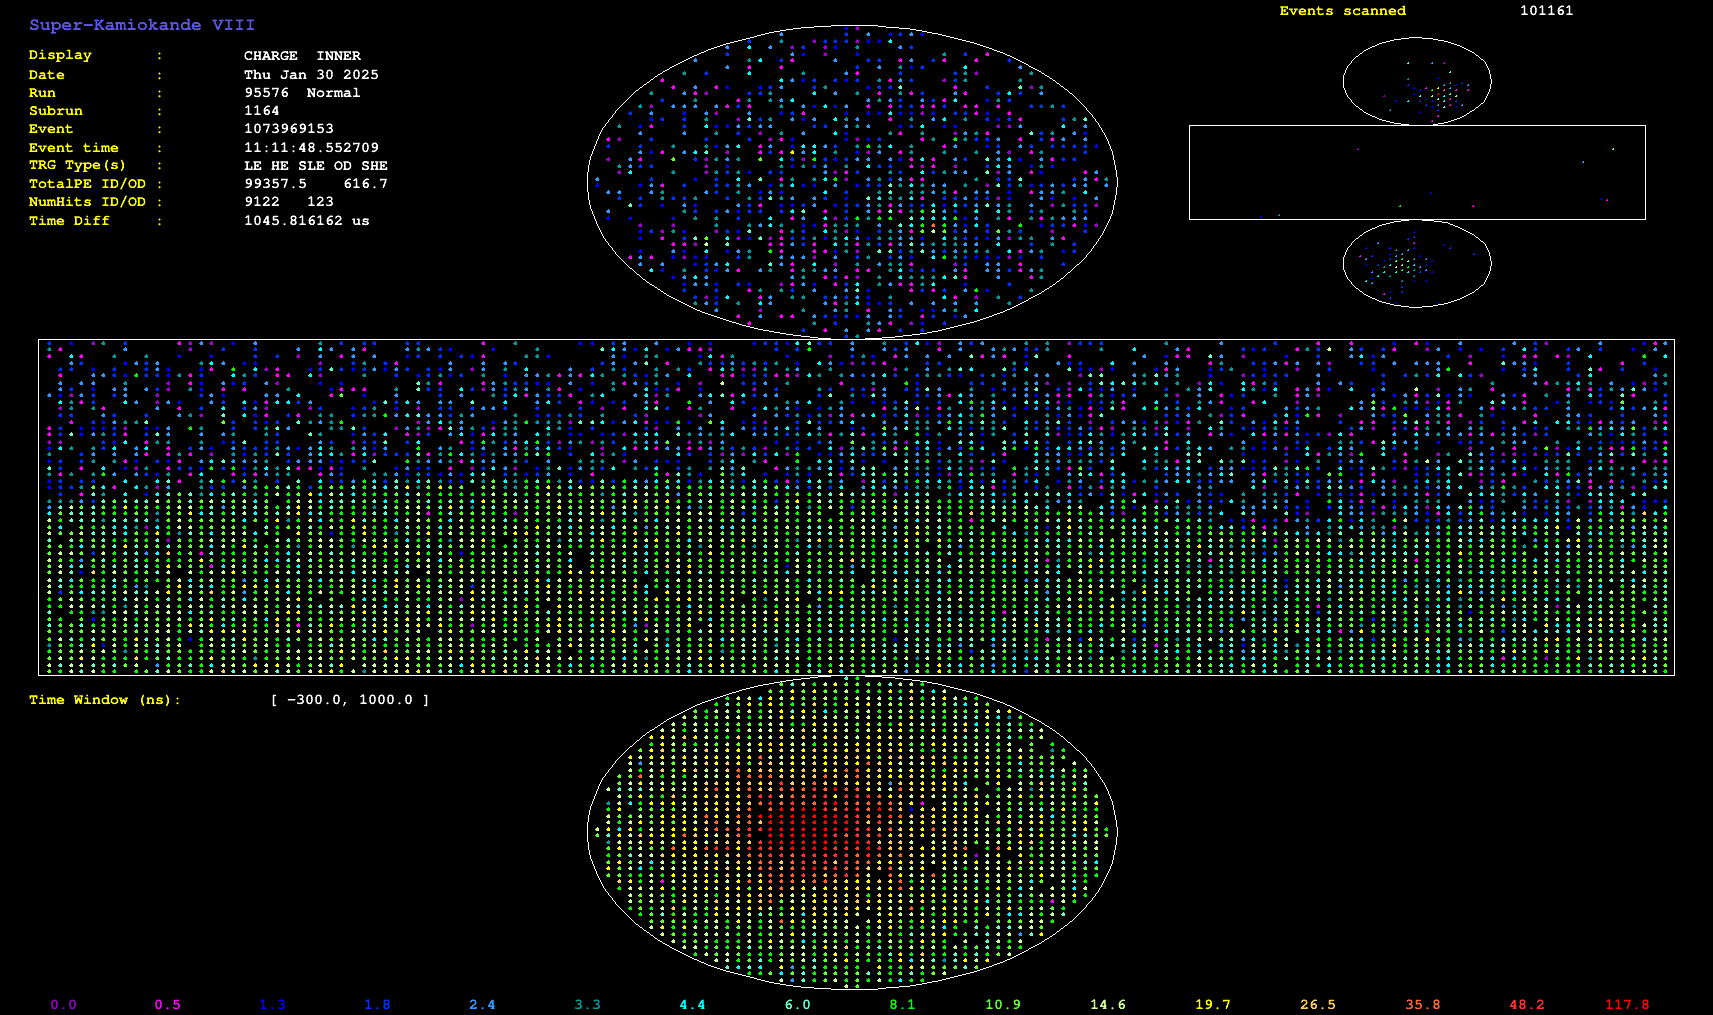 Super-Kamiokande VIII
Events scanned 101161
Display : CHARGE INNER
Date : Thu Jan 30 2025
Run : 95576 Normal
Subrun : 1164
Event : 1073969153
Event time : 11:11:48.552709
TRG Type(s) : LE HE SLE OD SHE
TotalPE ID/OD : 99357.5 616.7
NumHits ID/OD : 9122 123
Time Diff : 1045.816162 us
Time Window (ns): [ -300.0, 1000.0 ]
0.0 0.5 1.3 1.8 2.4 3.3 4.4 6.0 8.1 10.9 14.6 19.7 26.5 35.8 48.2 117.8